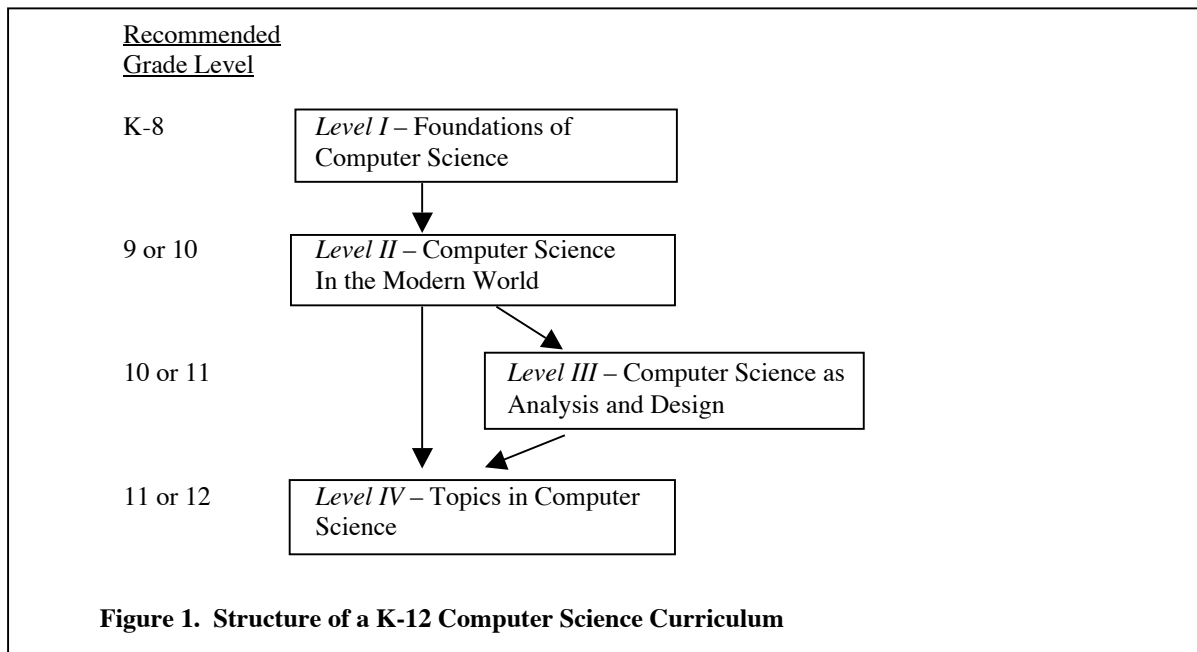 Recommended
Grade Level
K-8
Level I – Foundations of
Computer Science
9 or 10
Level II – Computer Science
In the Modern World
10 or 11
Level III – Computer Science as
Analysis and Design
11 or 12
Level IV – Topics in Computer
Science
Figure 1. Structure of a K-12 Computer Science Curriculum